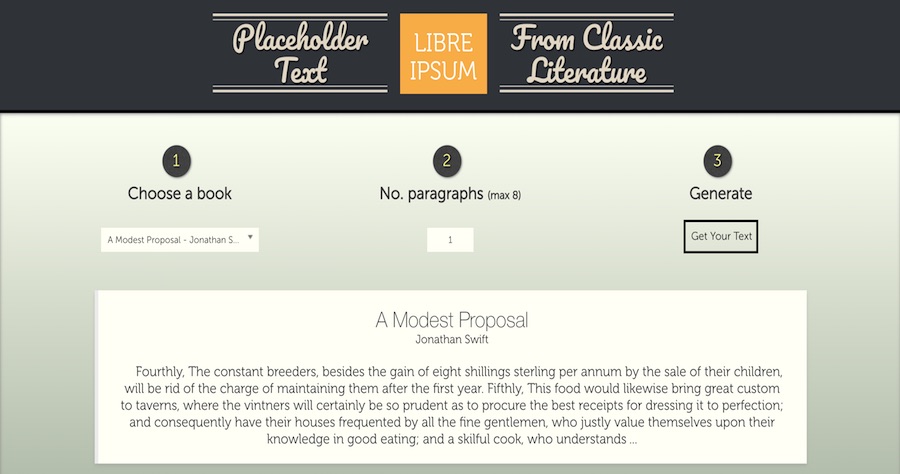 Placeholder
Text
LIBRE
IPSUM
From Classic
Literature
1
Choose a book
A Modest Proposal - Jonathan S...
2
No. paragraphs (max 8)
1
3
Generate
Get Your Text
A Modest Proposal
Jonathan Swift
Fourthly, The constant breeders, besides the gain of eight shillings sterling per annum by the sale of their children,
will be rid of the charge of maintaining them after the first year. Fifthly, This food would likewise bring great custom
to taverns, where the vintners will certainly be so prudent as to procure the best receipts for dressing it to perfection;
and consequently have their houses frequented by all the fine gentlemen, who justly value themselves upon their
knowledge in good eating; and a skilful cook, who understands ...